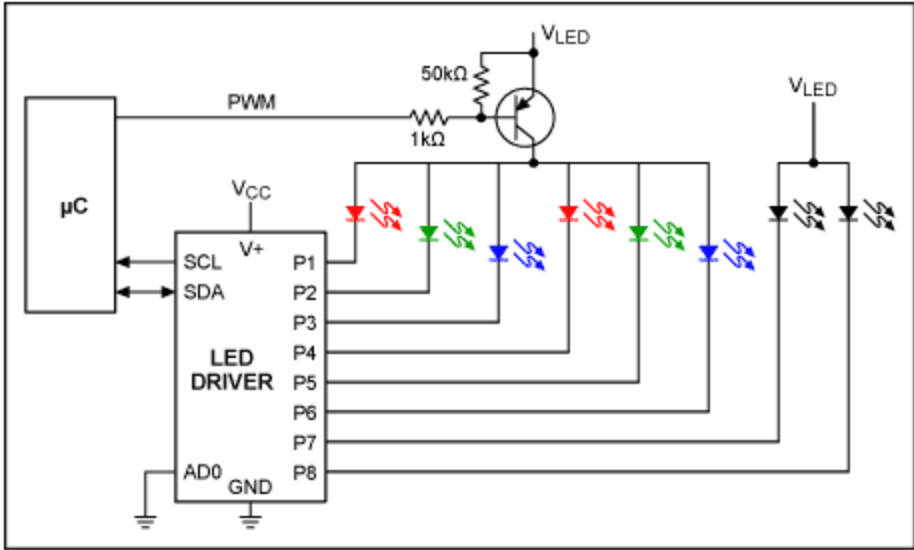 VLED
50kΩ
PWM
1kΩ
VLED
µC
VCC
V+
SCL
P1
SDA
P2
P3
LED
P4
DRIVER
P5
P6
P7
AD0
P8
GND